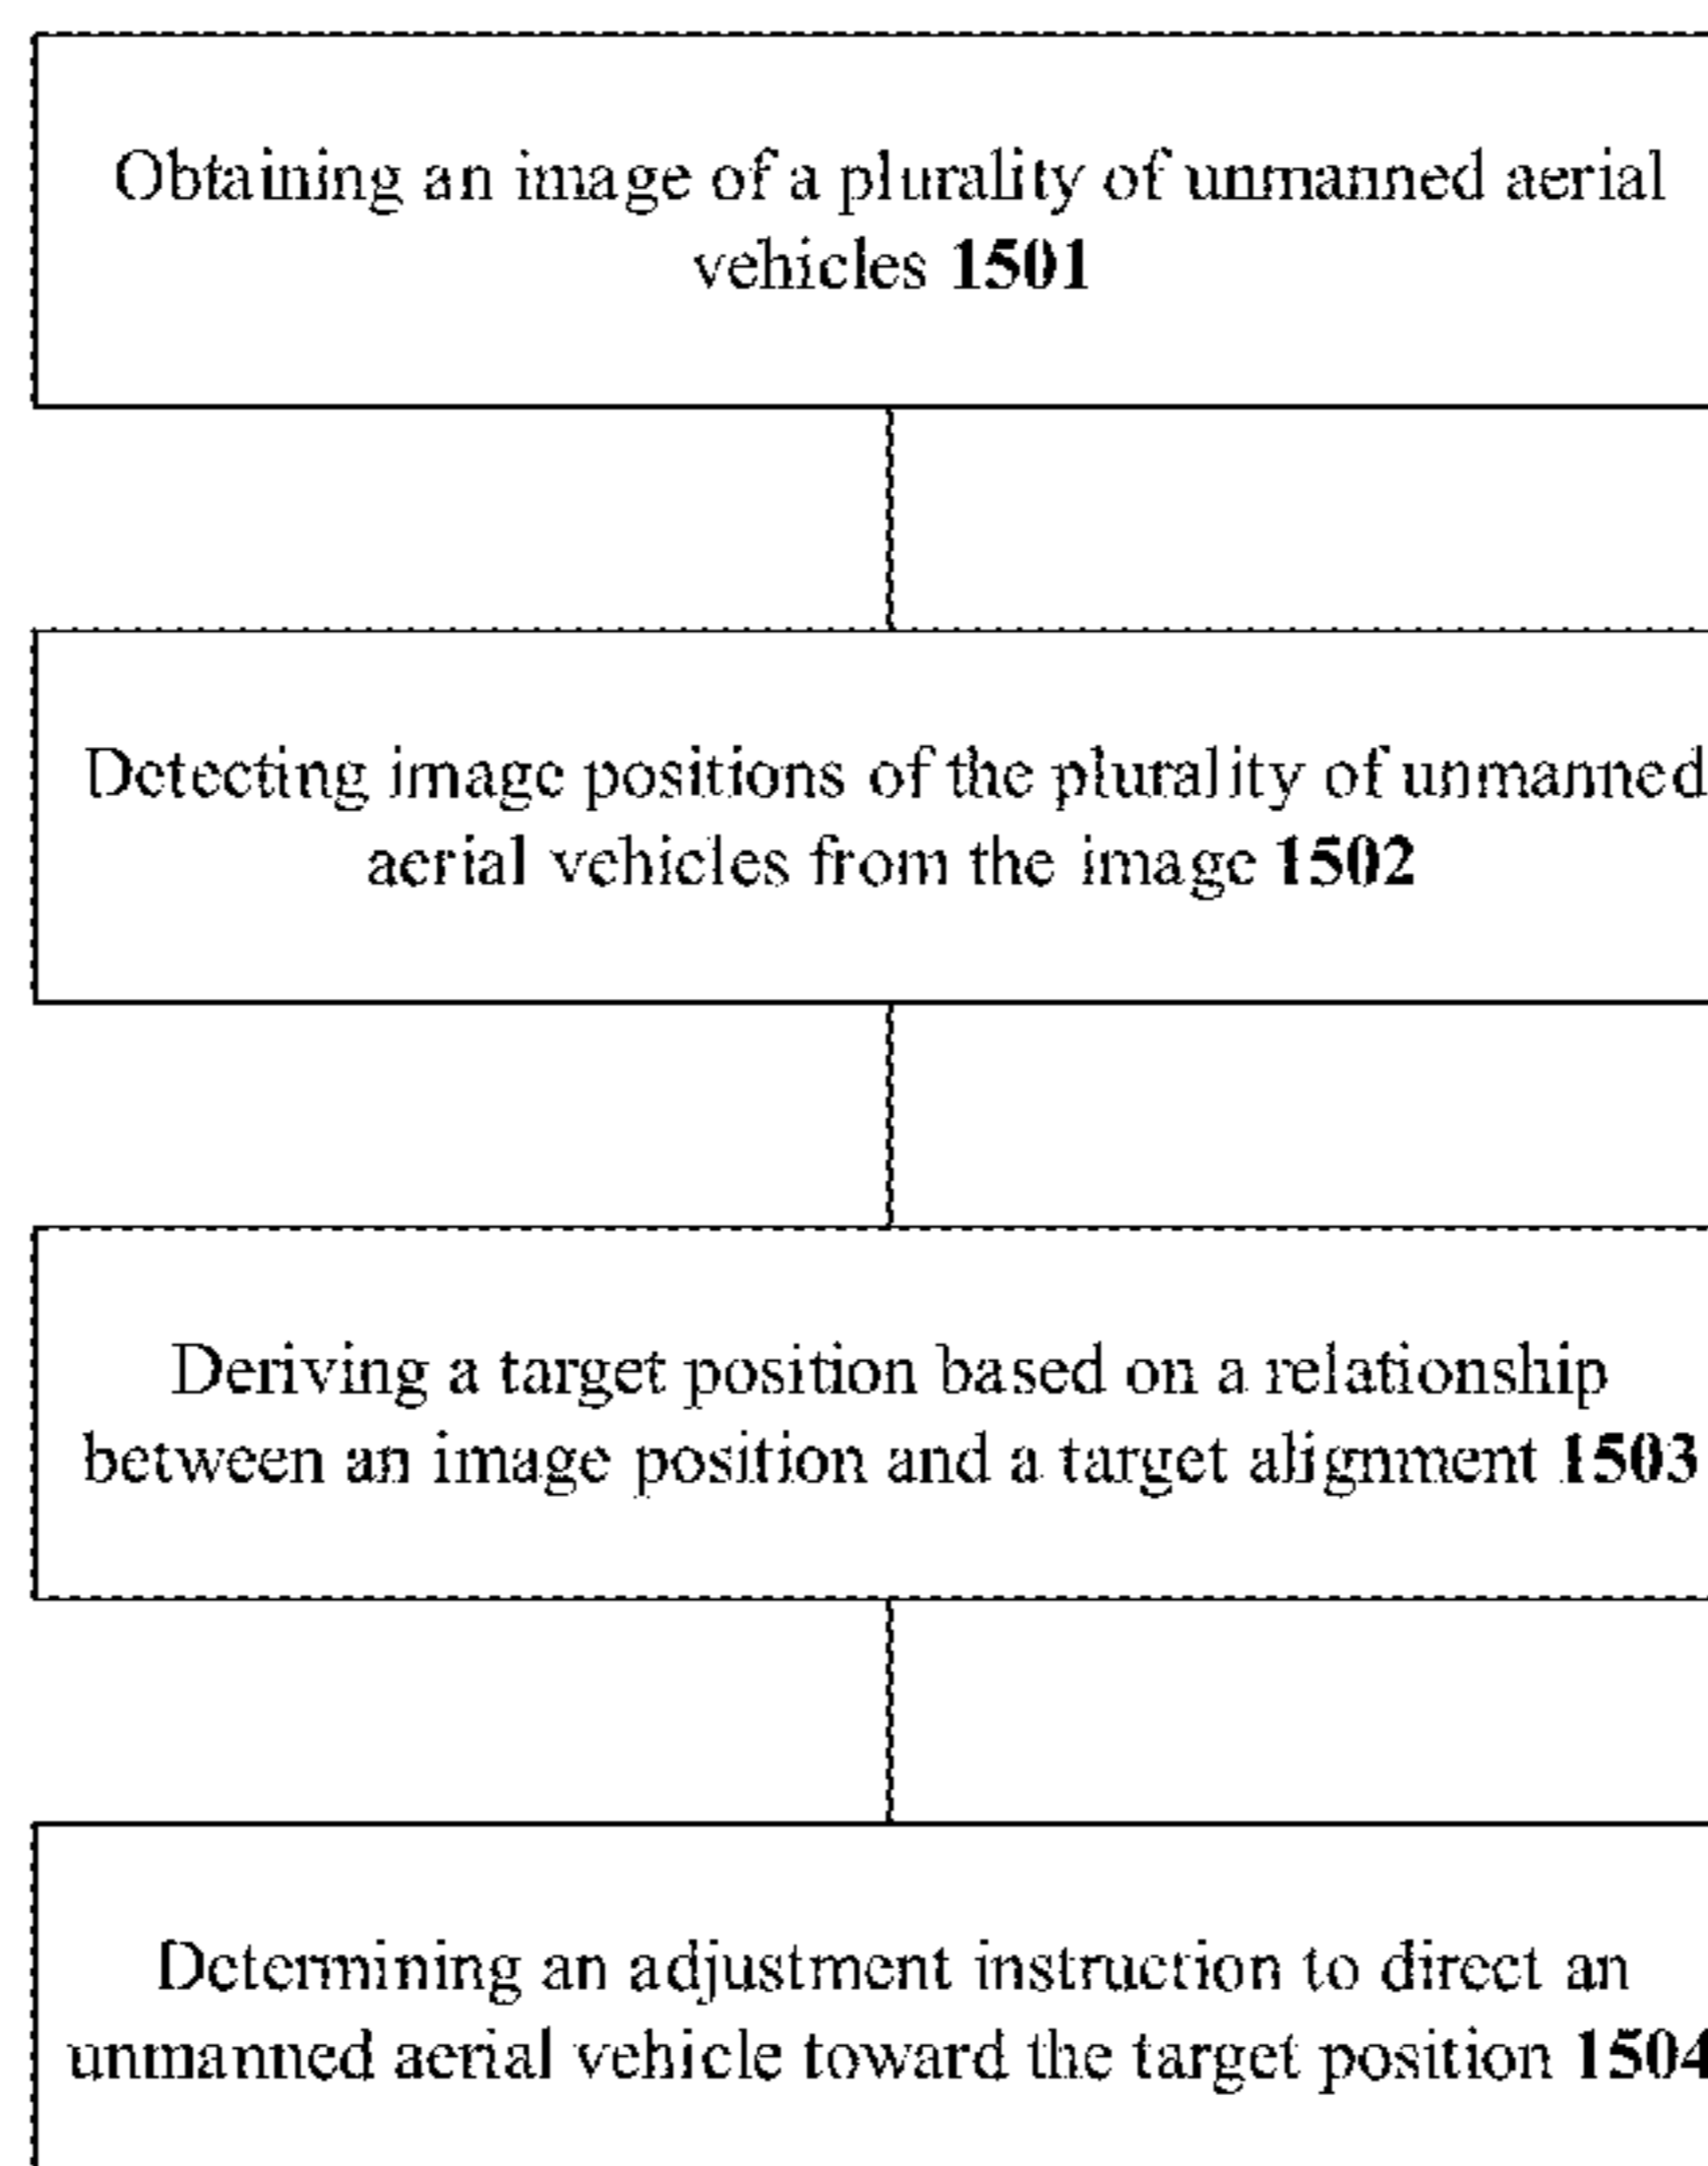 Obtaining an image of a plurality of unmanned aerial
vehicles 1501
Detecting image positions of the plurality of unmanned
aerial vehicles from the image 1502
Deriving a target position based on a relationship
between an image position and a target alignment 1503
Determining an adjustment instruction to direct an
unmanned aerial vehicle toward the target position 1504